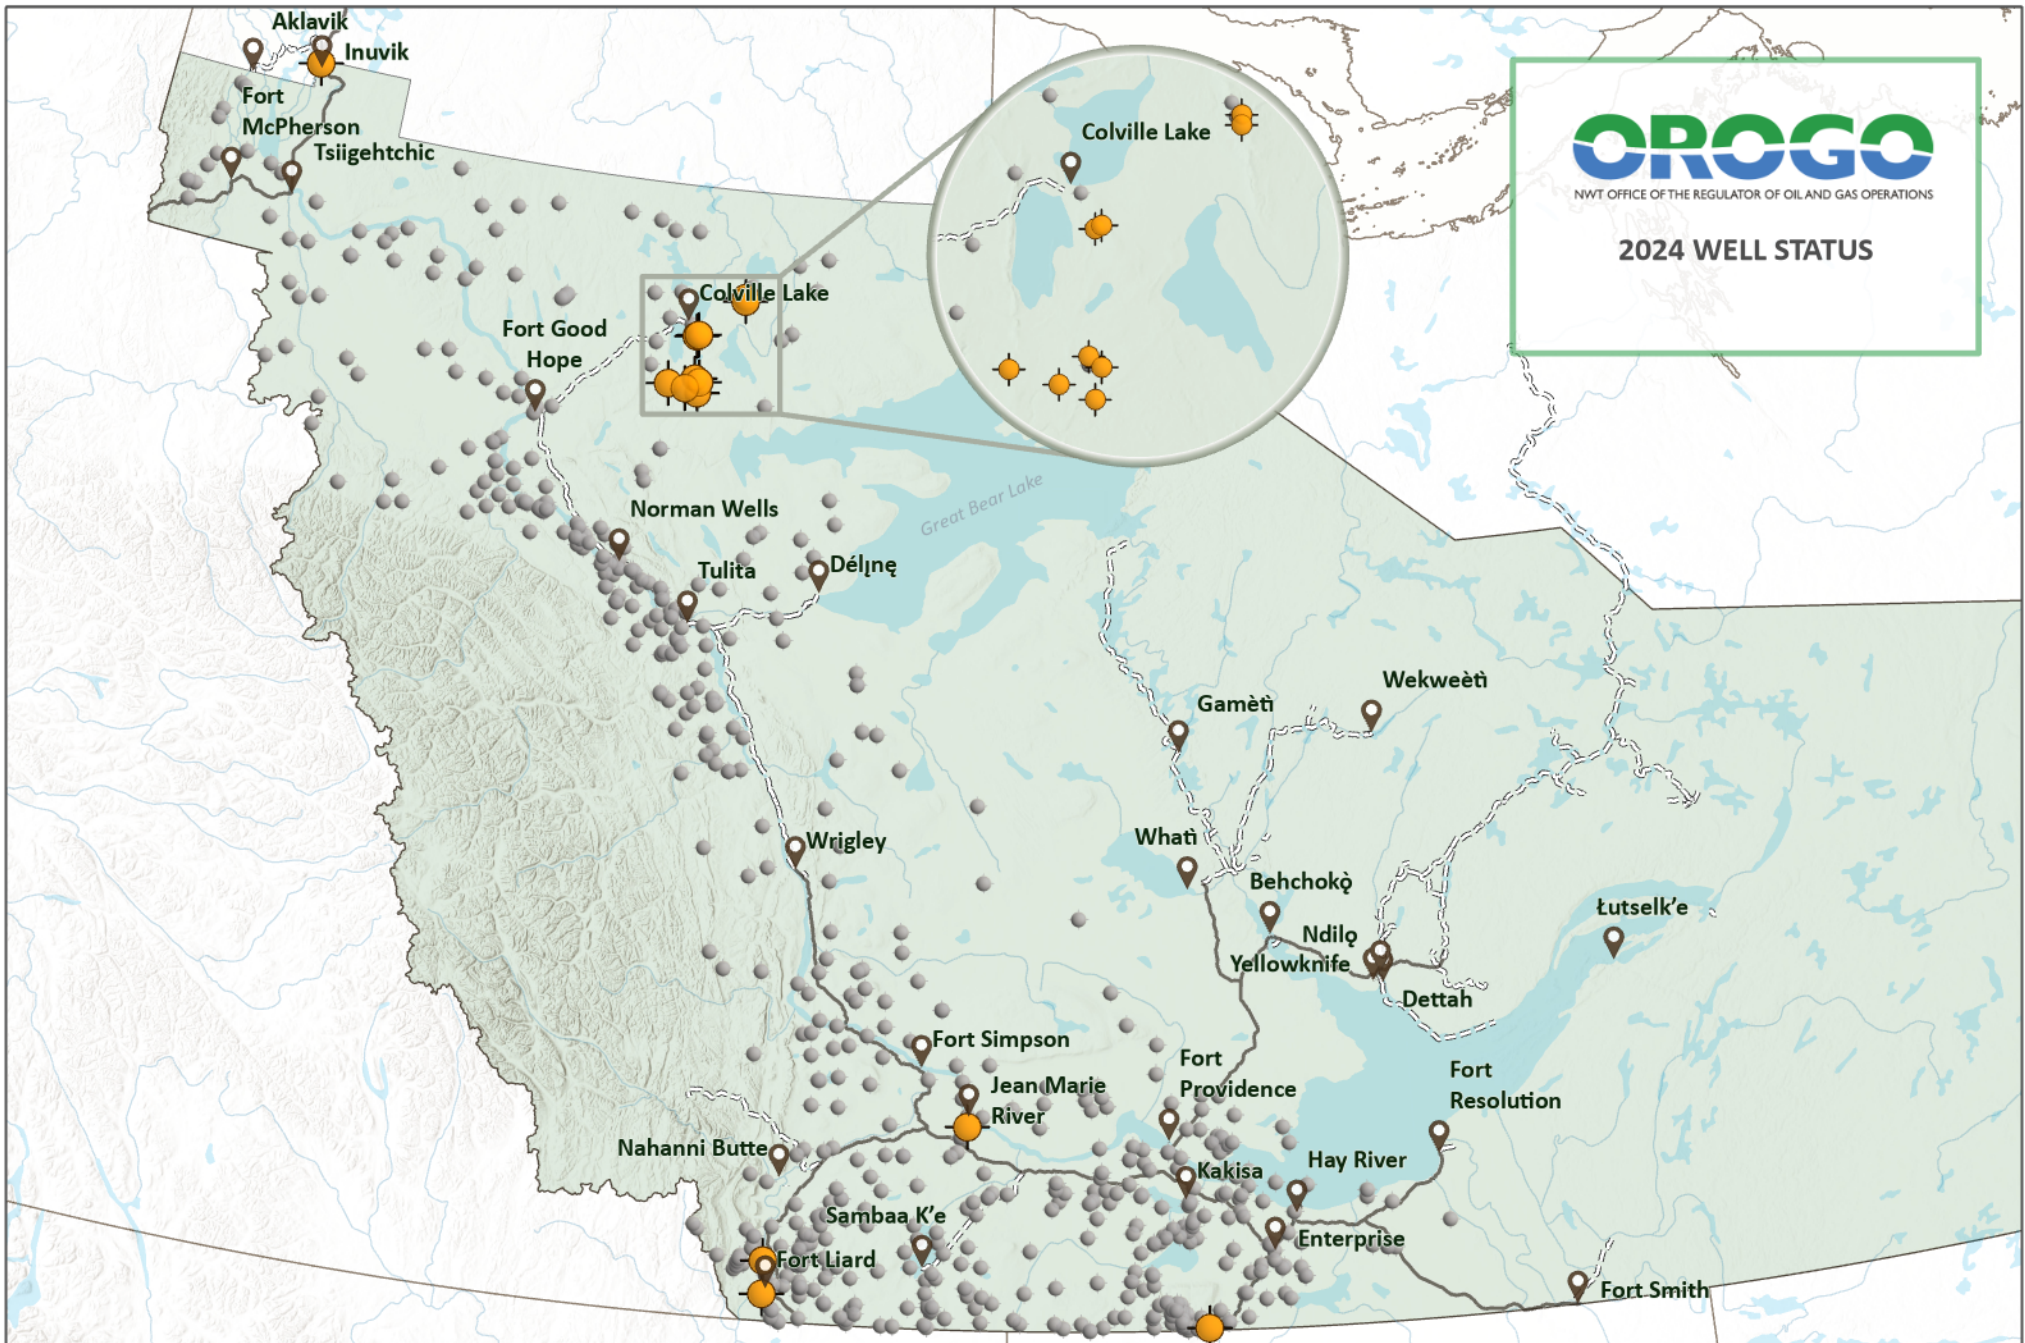 Aklavik
Inuvik
Fort
McPherson
Tsiigehtchic
Colville Lake
OROGO
NWT OFFICE OF THE REGULATOR OF OIL AND GAS OPERATIONS
2024 WELL STATUS
Colville Lake
Fort Good
Hope
Great Bear Lake
Norman Wells
Tulita
Délı̨nę
Wekweètì
Gamètì
Wrigley
Whatì
Behchokǫ̀
Ndilǫ
Yellowknife
Łutselk’e
Dettah
Fort Simpson
Jean Marie
River
Fort
Providence
Fort
Resolution
Nahanni Butte
Kakisa
Hay River
Sambaa K’e
Enterprise
Fort Liard
Fort Smith